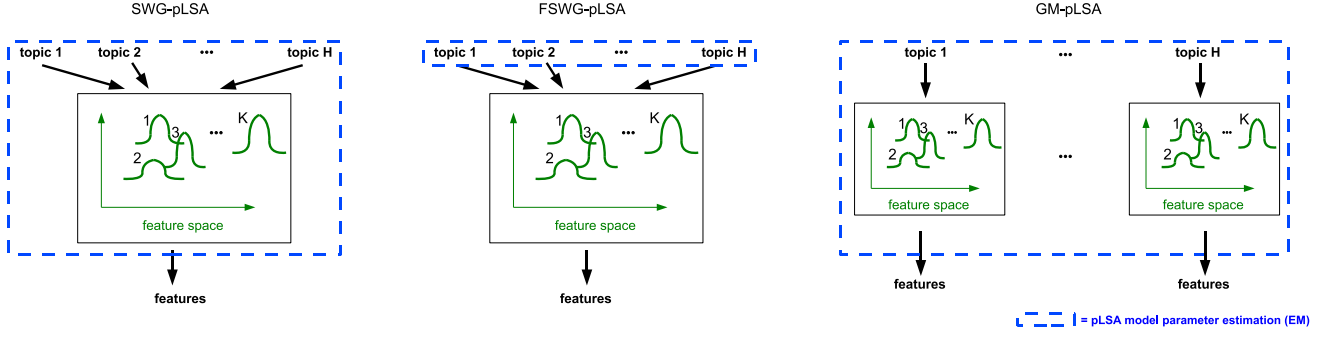 SWG-pLSA
topic 1 topic 2 ... topic H
1 3 ... K
2
feature space
features
FSWG-pLSA
topic 1 topic 2 ... topic H
1 3 ... K
2
feature space
features
GM-pLSA
topic 1 ... topic H
1 3 ... K
2
feature space
features
...
1 3 ... K
2
feature space
features
= pLSA model parameter estimation (EM)